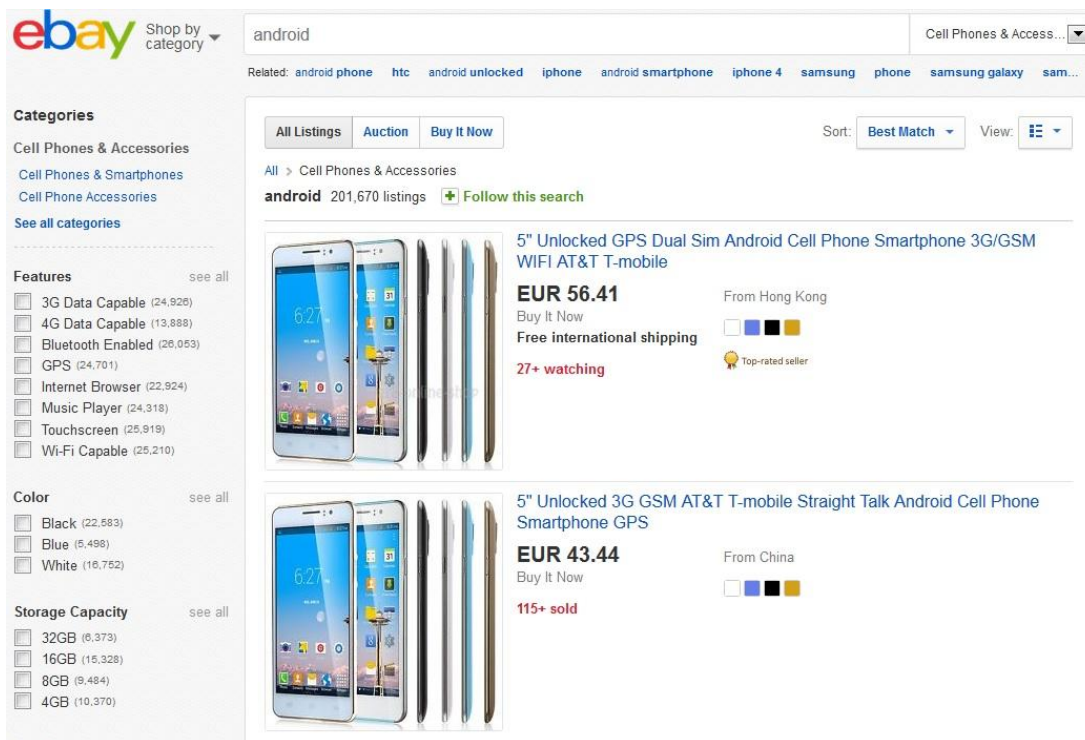 ebay
Shop by
category
android
Cell Phones & Access...
Related: android phone htc android unlocked iphone android smartphone iphone 4 samsung phone samsung galaxy sam...
Categories
Cell Phones & Accessories
Cell Phones & Smartphones
Cell Phone Accessories
See all categories
Features see all
3G Data Capable (24,926)
4G Data Capable (13,888)
Bluetooth Enabled (26,053)
GPS (24,701)
Internet Browser (22,924)
Music Player (24,318)
Touchscreen (25,919)
Wi-Fi Capable (25,210)
Color see all
Black (22,583)
Blue (5,498)
White (16,752)
Storage Capacity see all
32GB (6,373)
16GB (15,328)
8GB (9,484)
4GB (10,370)
All Listings Auction Buy It Now
Sort: Best Match View:
All > Cell Phones & Accessories
android 201,670 listings + Follow this search
6:27
31
5" Unlocked GPS Dual Sim Android Cell Phone Smartphone 3G/GSM
WIFI AT&T T-mobile
EUR 56.41
From Hong Kong
Buy It Now
Free international shipping
Top-rated seller
27+ watching
6:27
31
5" Unlocked 3G GSM AT&T T-mobile Straight Talk Android Cell Phone
Smartphone GPS
EUR 43.44
From China
Buy It Now
115+ sold